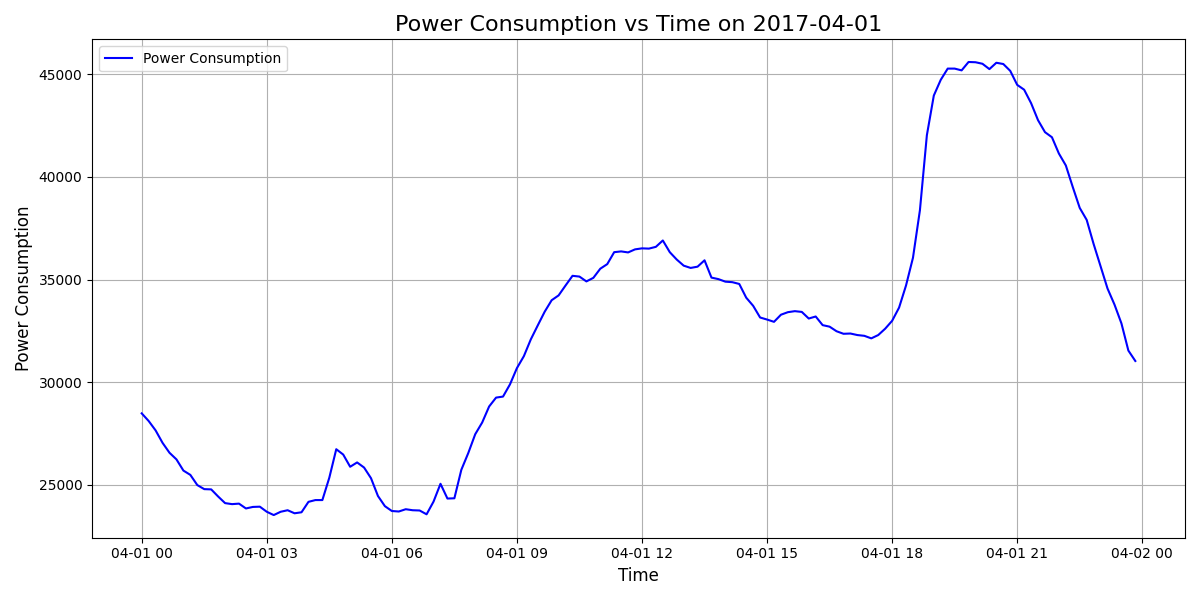 Power Consumption vs Time on 2017-04-01
Power Consumption
45000
40000
35000
30000
25000
Power Consumption
04-01 00 04-01 03 04-01 06 04-01 09 04-01 12 04-01 15 04-01 18 04-01 21 04-02 00
Time